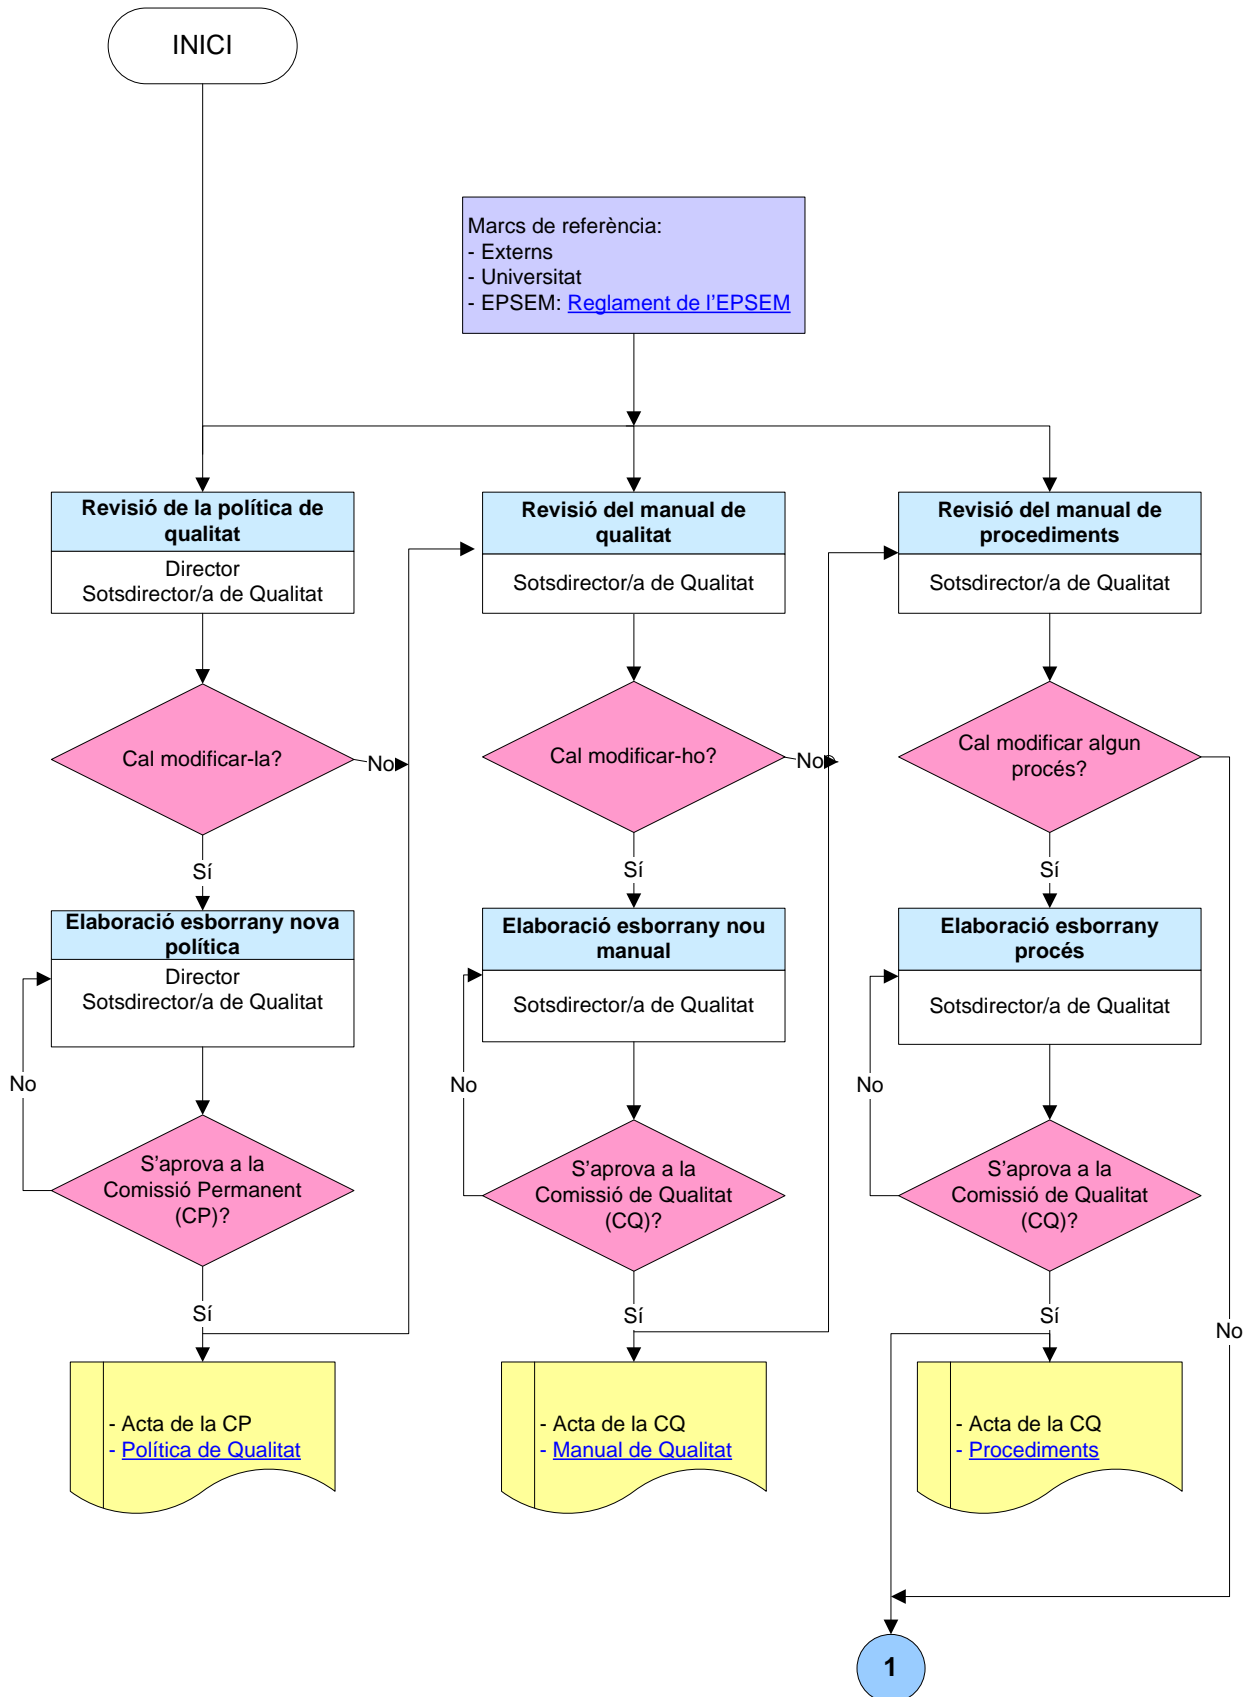 INICI
Marcs de referència:
- Externs
- Universitat
- EPSEM: Reglament de l’EPSEM
Revisió de la política de
qualitat
Director
Sotsdirector/a de Qualitat
Revisió del manual de
qualitat
Sotsdirector/a de Qualitat
Revisió del manual de
procediments
Sotsdirector/a de Qualitat
Cal modificar-la?
No
Cal modificar-ho?
No
Cal modificar algun
procés?
Sí
Sí
Sí
Elaboració esborrany nova
política
Director
Sotsdirector/a de Qualitat
Elaboració esborrany nou
manual
Sotsdirector/a de Qualitat
Elaboració esborrany
procés
Sotsdirector/a de Qualitat
No
No
No
S’aprova a la
Comissió Permanent
(CP)?
S’aprova a la
Comissió de Qualitat
(CQ)?
S’aprova a la
Comissió de Qualitat
(CQ)?
Sí
Sí
Sí
No
- Acta de la CP
- Política de Qualitat
- Acta de la CQ
- Manual de Qualitat
- Acta de la CQ
- Procediments
1